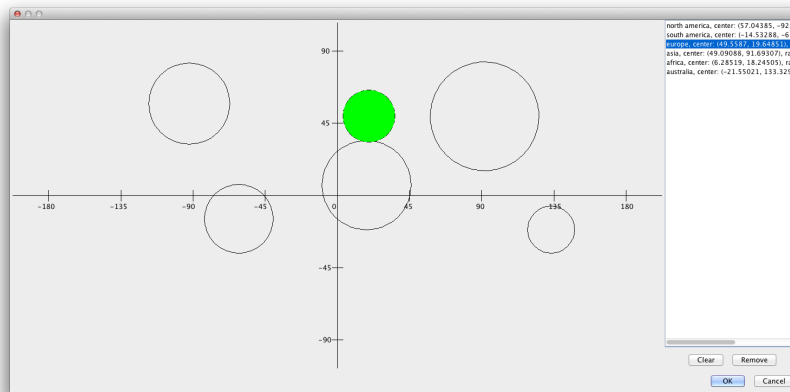 90
45
-180 -135 -90 -45 0 45 90 135 180
-45
-90
north america, center: (57.04385, -92
south america, center: (-14.53288, -6
europe, center: (49.5587, 19.64851),
asia, center: (49.09088, 91.69307), ra
africa, center: (6.28519, 18.24505), ra
australia, center: (-21.55021, 133.329
Clear Remove
OK Cancel